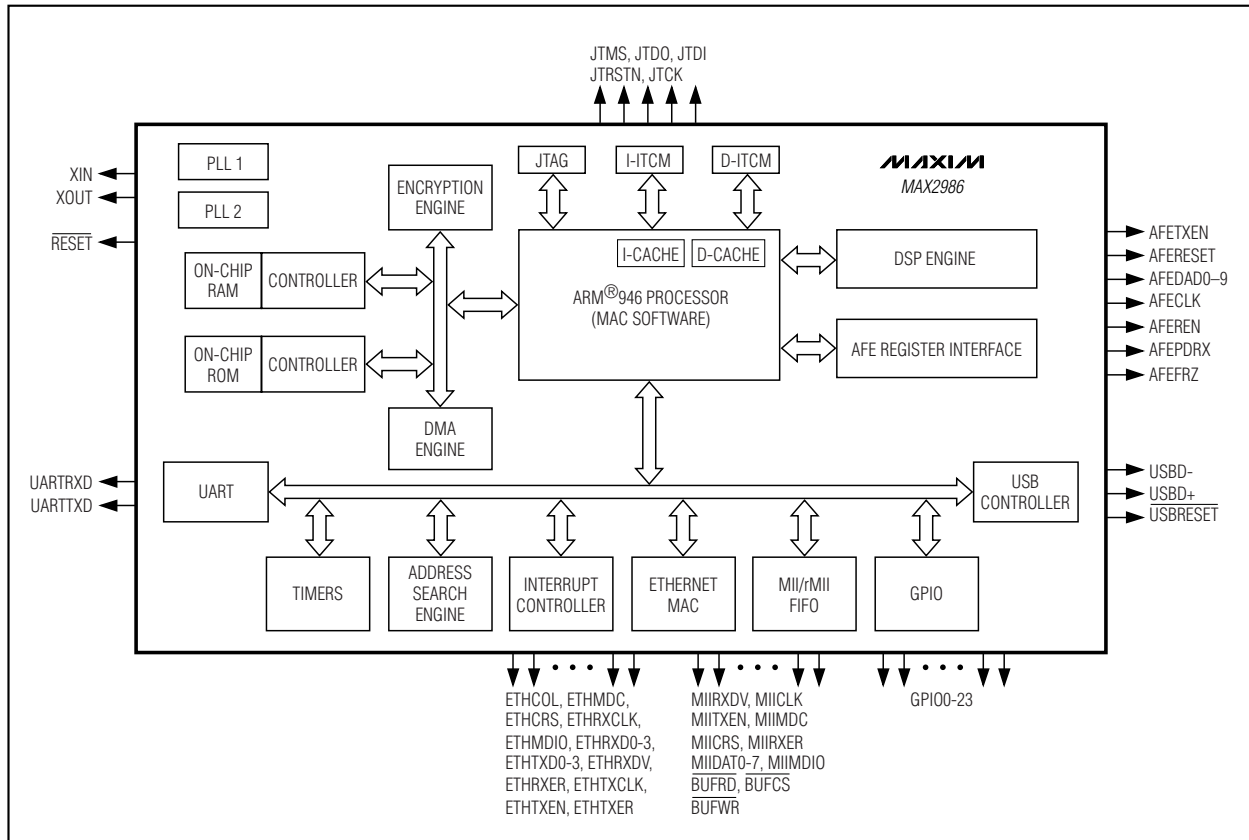 JTMS, JTDO, JTDI
JTRSTN, JTCK
XIN
XOUT
RESET
PLL 1
PLL 2
ENCRYPTION
ENGINE
JTAG
I-ITCM
D-ITCM
MAXIM
MAX2986
I-CACHE
D-CACHE
ARM®946 PROCESSOR
(MAC SOFTWARE)
DSP ENGINE
AFE REGISTER INTERFACE
ON-CHIP
RAM
CONTROLLER
ON-CHIP
ROM
CONTROLLER
DMA
ENGINE
AFETXEN
AFERESET
AFEDAD0–9
AFECLK
AFEREN
AFEPDRX
AFEFRZ
UARTRXD
UARTTXD
UART
USB
CONTROLLER
USBD-
USBD+
USBRESET
TIMERS
ADDRESS
SEARCH
ENGINE
INTERRUPT
CONTROLLER
ETHERNET
MAC
MII/rMII
FIFO
GPIO
ETHCOL, ETHMDC,
ETHCRS, ETHRXCLK,
ETHMDIO, ETHRXD0-3,
ETHTXD0-3, ETHRXDV,
ETHRXER, ETHTXCLK,
ETHTXEN, ETHTXER
MIIRXDV, MIICLK
MIITXEN, MIIMDC
MIICRS, MIIRXER
MIIDAT0-7, MIIMDIO
BUFRD, BUFCS
BUFWR
GPIO0-23